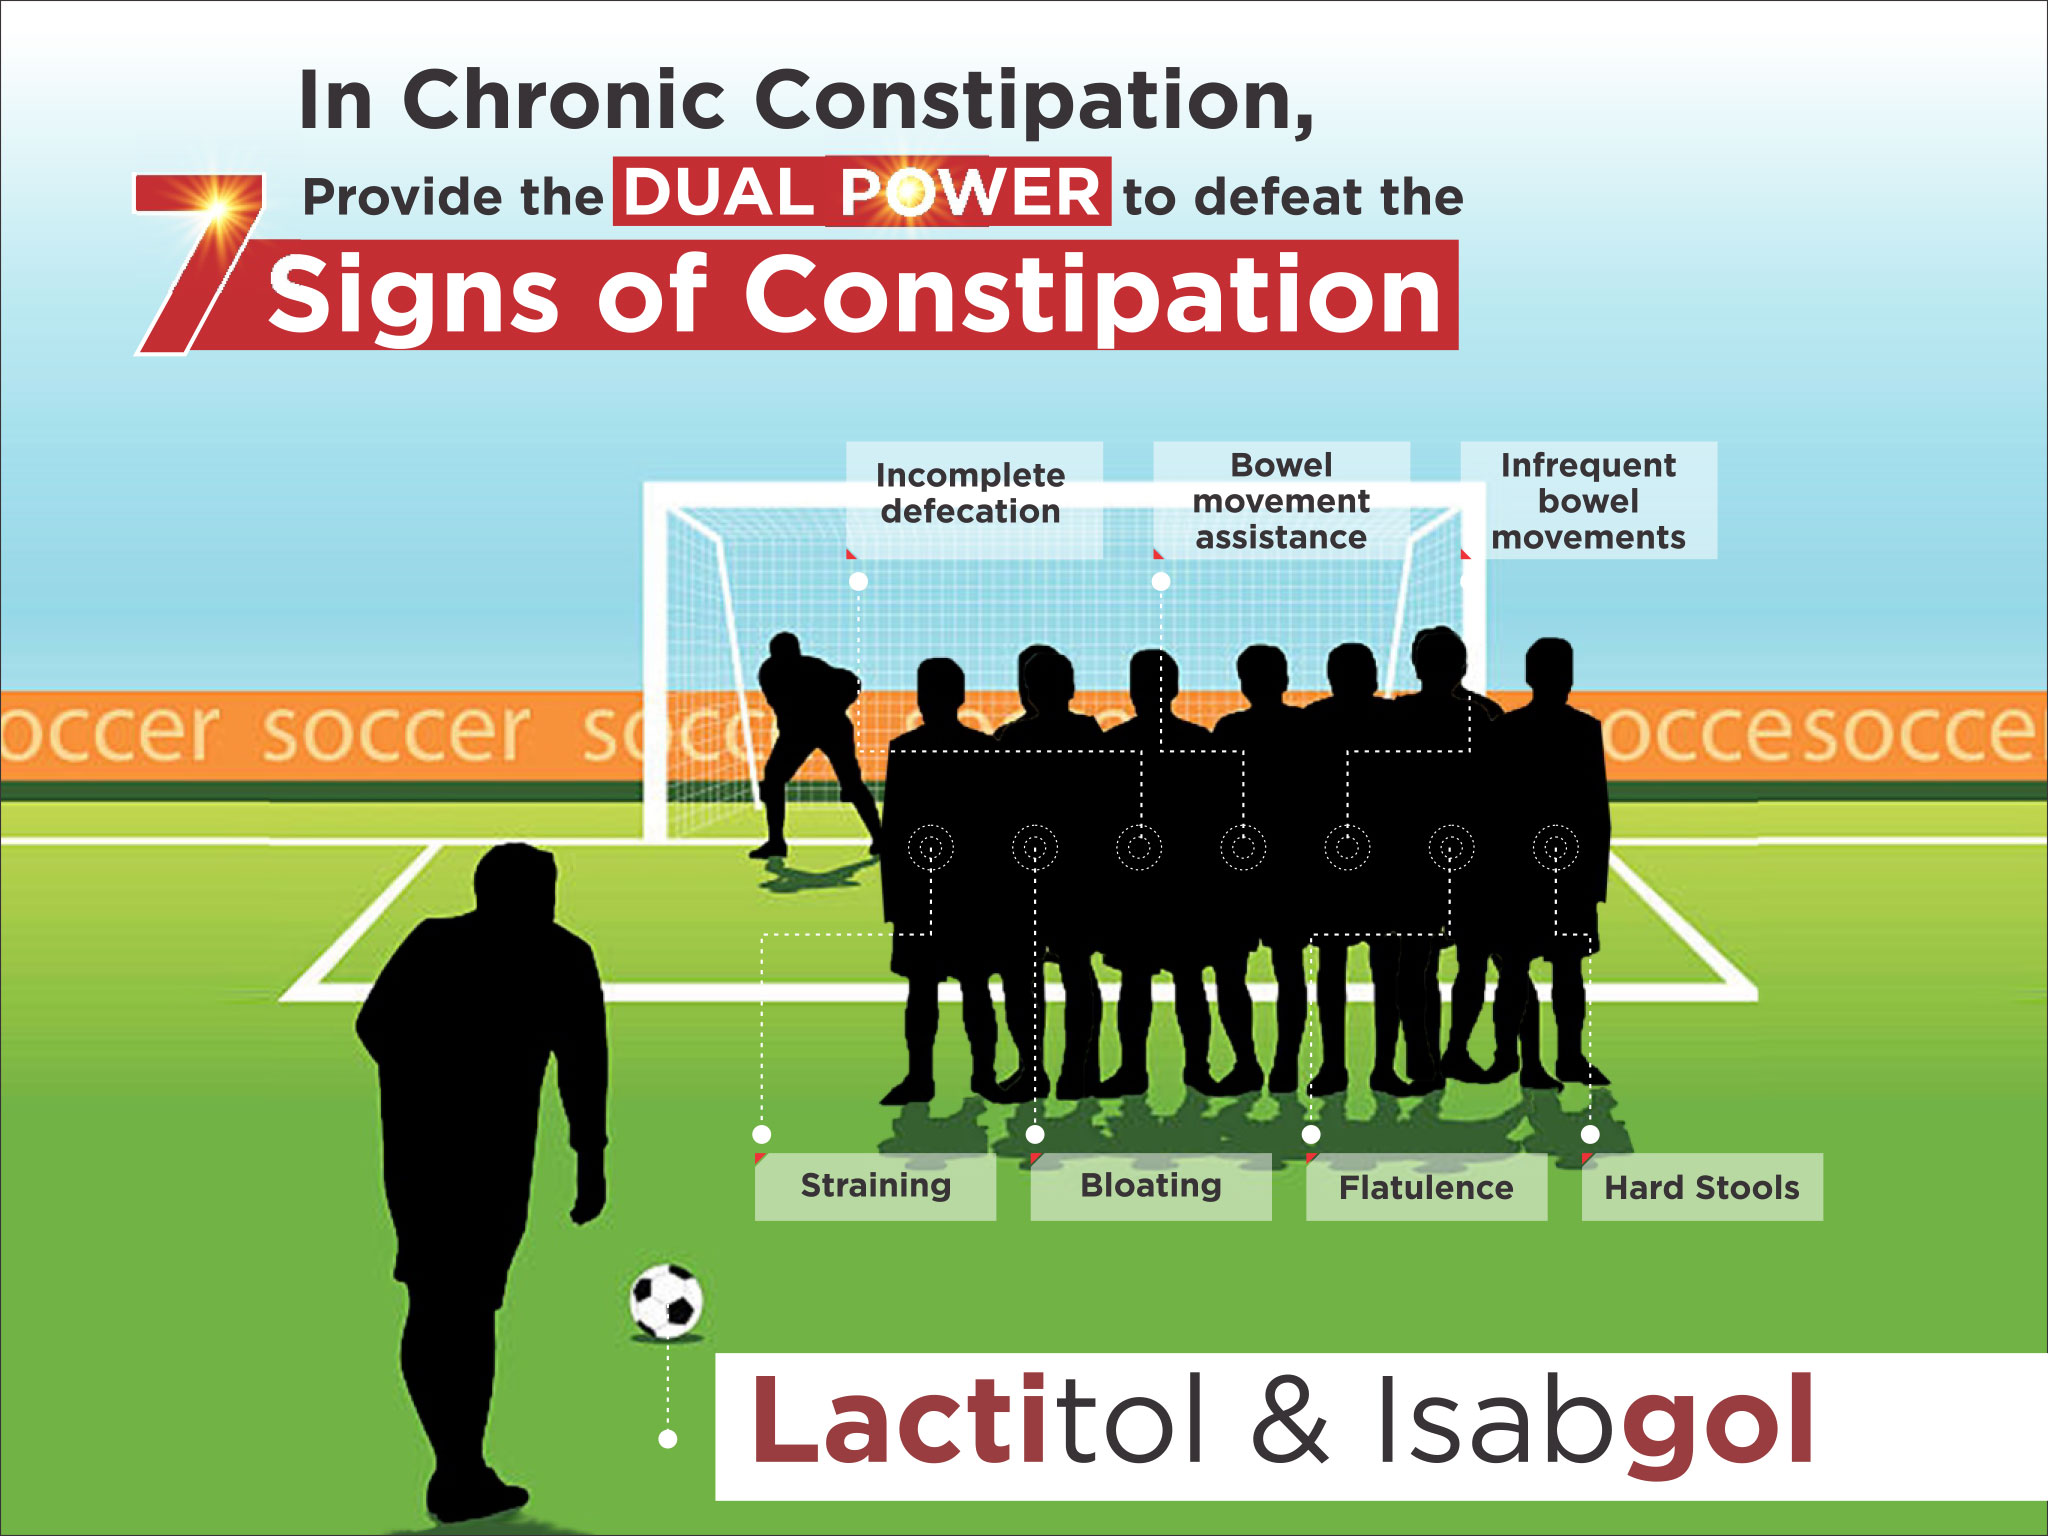 In Chronic Constipation,
Provide the DUAL POWER to defeat the
7 Signs of Constipation
Incomplete
defecation
Bowel
movement
assistance
Infrequent
bowel
movements
occer soccer socc soccesocce
Straining
Bloating
Flatulence
Hard Stools
Lactitol & Isabgol